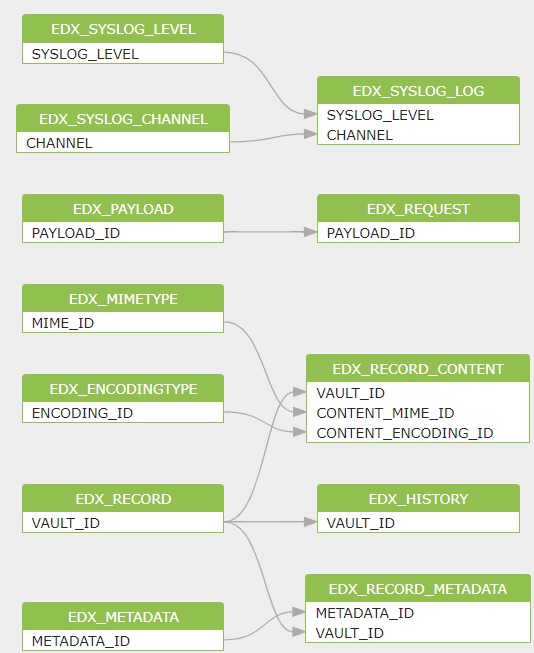 EDX_SYSLOG_LEVEL
SYSLOG_LEVEL
EDX_SYSLOG_LOG
SYSLOG_LEVEL
CHANNEL
EDX_SYSLOG_CHANNEL
CHANNEL
EDX_PAYLOAD
PAYLOAD_ID
EDX_REQUEST
PAYLOAD_ID
EDX_MIMETYPE
MIME_ID
EDX_ENCODINGTYPE
ENCODING_ID
EDX_RECORD_CONTENT
VAULT_ID
CONTENT_MIME_ID
CONTENT_ENCODING_ID
EDX_RECORD
VAULT_ID
EDX_HISTORY
VAULT_ID
EDX_METADATA
METADATA_ID
EDX_RECORD_METADATA
METADATA_ID
VAULT_ID